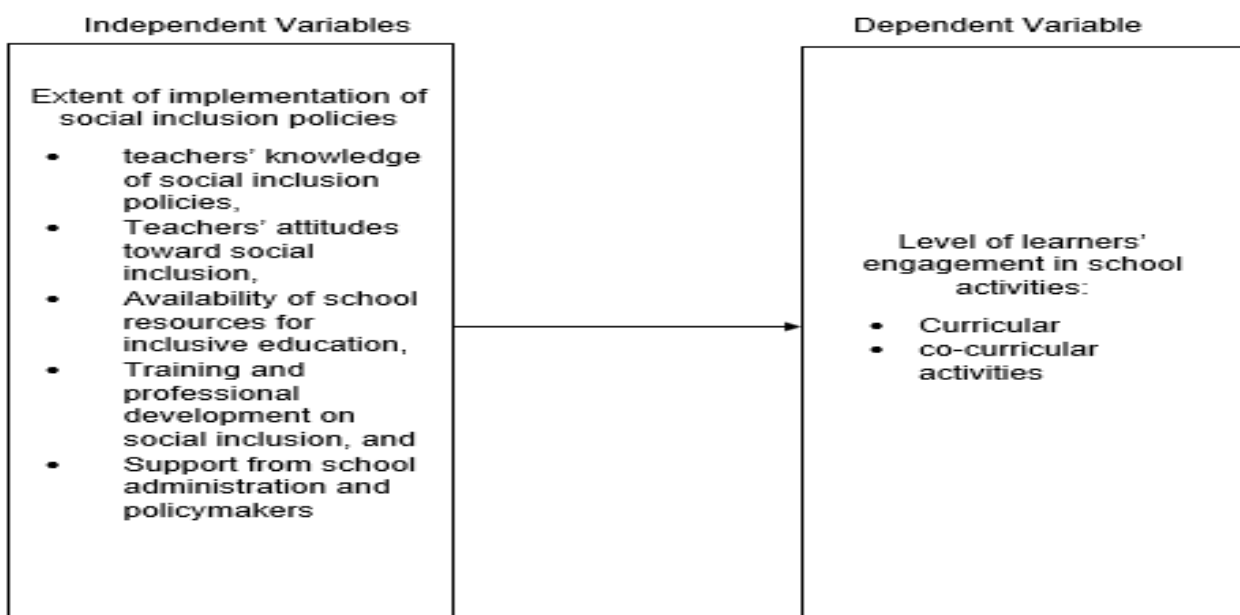 Independent Variables
Extent of implementation of
social inclusion policies
• teachers’ knowledge
of social inclusion
policies,
• Teachers’ attitudes
toward social
inclusion,
• Availability of school
resources for
inclusive education,
• Training and
professional
development on
social inclusion, and
• Support from school
administration and
policymakers
Dependent Variable
Level of learners’
engagement in school
activities:
• Curricular
• co-curricular
activities